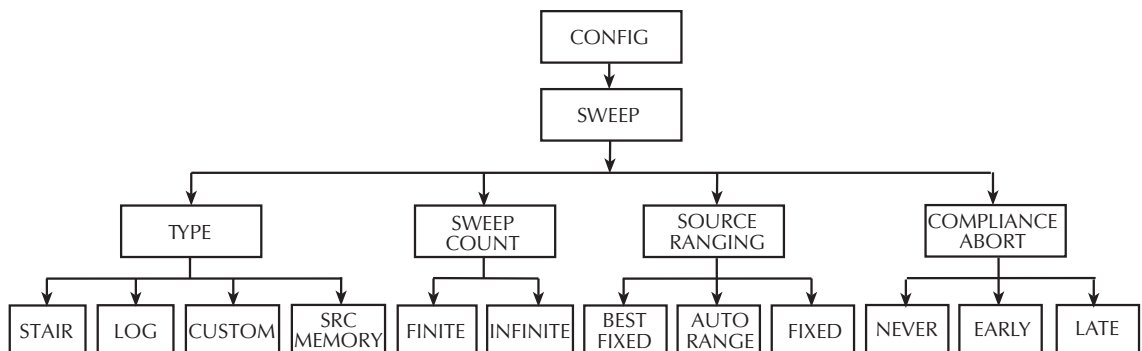 CONFIG
SWEEP
TYPE
SWEEP
COUNT
SOURCE
RANGING
COMPLIANCE
ABORT
STAIR
LOG
CUSTOM
SRC
MEMORY
FINITE
INFINITE
BEST
FIXED
AUTO
RANGE
FIXED
NEVER
EARLY
LATE